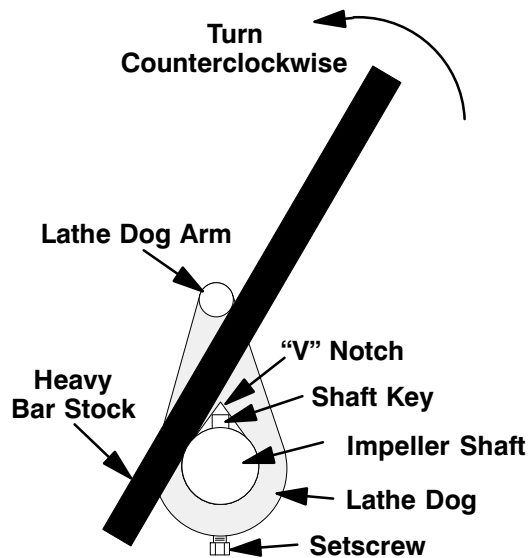 Turn
Counterclockwise
Lathe Dog Arm
“V” Notch
Heavy
Bar Stock
Shaft Key
Impeller Shaft
Lathe Dog
Setscrew